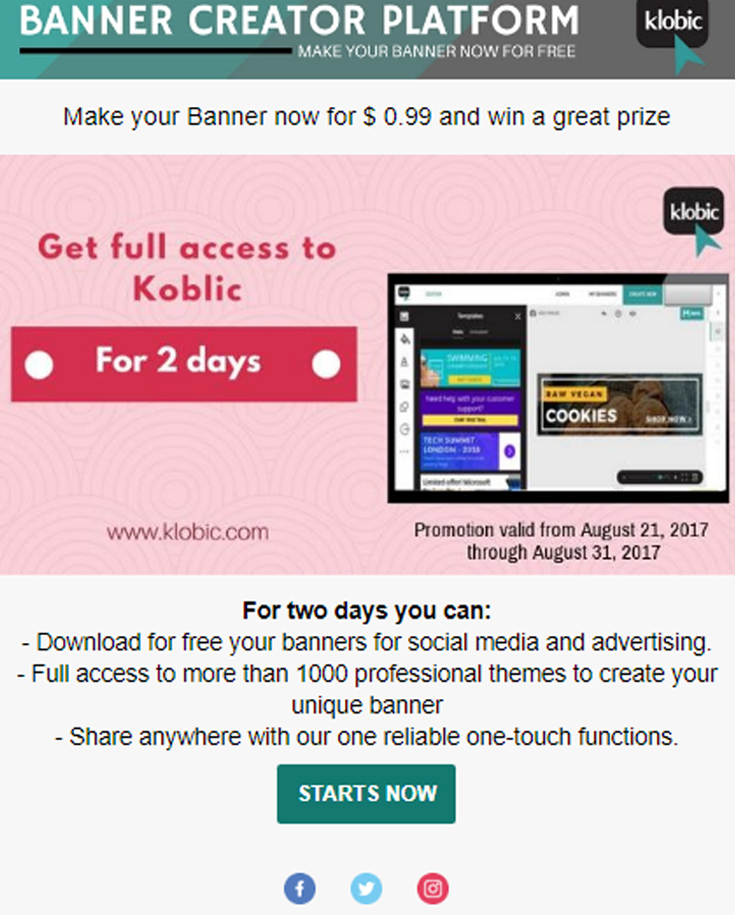 BANNER CREATOR PLATFORM
MAKE YOUR BANNER NOW FOR FREE
klobic
Make your Banner now for $ 0.99 and win a great prize
klobic
Get full access to
Koblic
For 2 days
klobic
CREATE NEW
Templates
SWIMMING
Need help with your customer
support?
TECH SUMMIT
LONDON - 2018
Limited offer! Microsoft
RAW VEGAN
COOKIES
SHOP NOW
www.klobic.com
Promotion valid from August 21, 2017
through August 31, 2017
For two days you can:
- Download for free your banners for social media and advertising.
- Full access to more than 1000 professional themes to create your
unique banner
- Share anywhere with our one reliable one-touch functions.
STARTS NOW